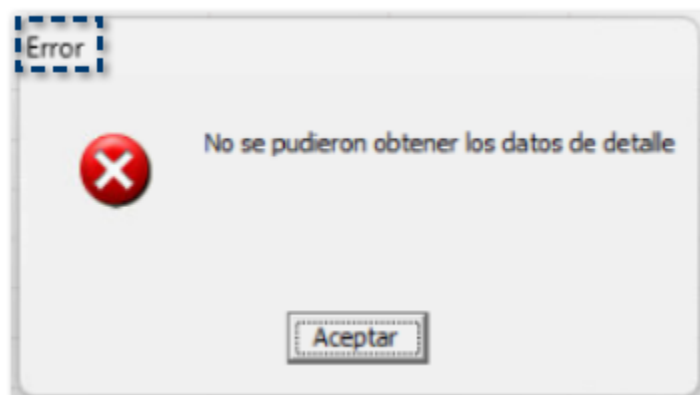 Error
No se pudieron obtener los datos de detalle
Aceptar